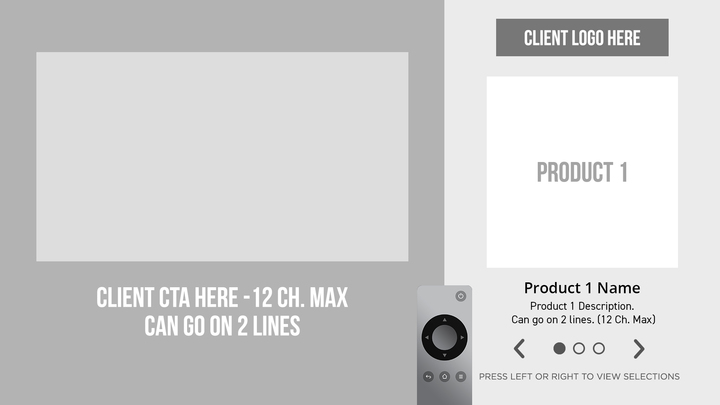 CLIENT LOGO HERE
PRODUCT 1
CLIENT CTA HERE -12 CH. MAX
CAN GO ON 2 LINES
Product 1 Name
Product 1 Description.
Can go on 2 lines. (12 Ch. Max)
PRESS LEFT OR RIGHT TO VIEW SELECTIONS